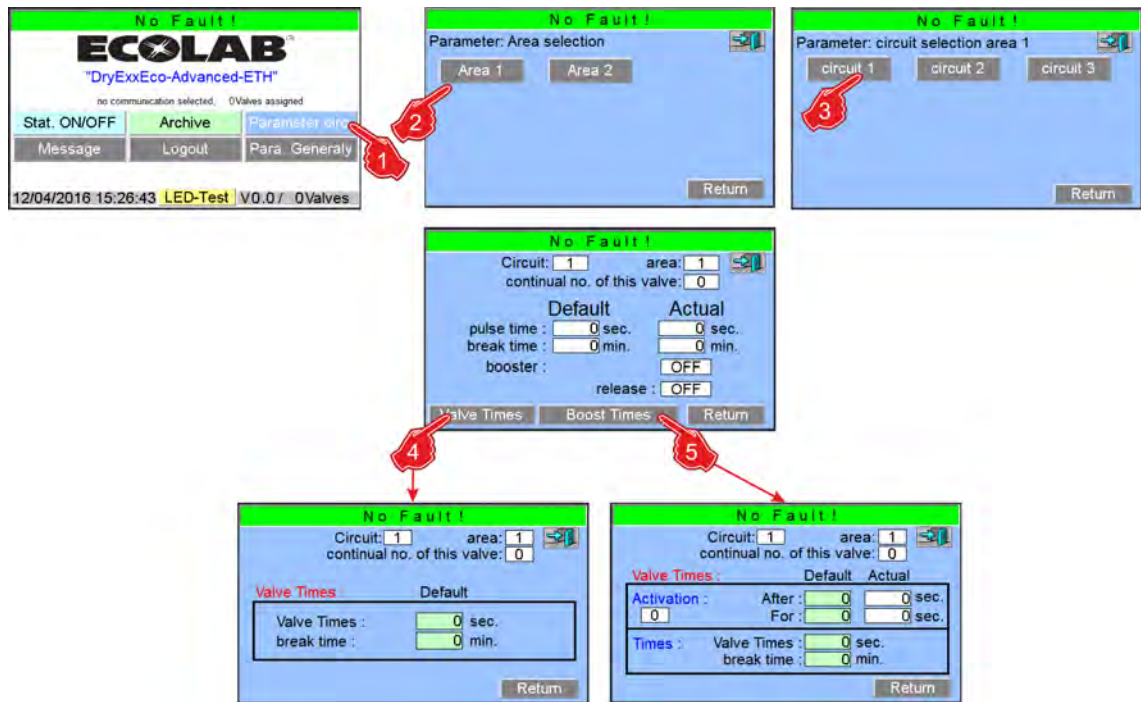 No Fault!
ECOLAB®
"DryExxEco-Advanced-ETH"
no communication selected, 0Valves assigned
Stat. ON/OFF Archive Parameter circ.
Message Logout Para. Generaly
12/04/2016 15:26:43 LED-Test V0.0 / 0Valves
1
No Fault!
Parameter: Area selection
Area 1 Area 2
2
Return
No Fault!
Parameter: circuit selection area 1
circuit 1 circuit 2 circuit 3
3
Return
No Fault!
Circuit: 1 area: 1
continual no. of this valve: 0
Default Actual
pulse time : 0 sec. 0 sec.
break time : 0 min. 0 min.
booster : OFF
release : OFF
Valve Times Boost Times Return
4 5
No Fault!
Circuit: 1 area: 1
continual no. of this valve: 0
Valve Times : Default
Valve Times : 0 sec.
break time : 0 min.
Return
No Fault!
Circuit: 1 area: 1
continual no. of this valve: 0
Valve Times : Default Actual
Activation : After : 0 0 sec.
0 For : 0 0 sec.
Times : Valve Times : 0 sec.
break time : 0 min.
Return